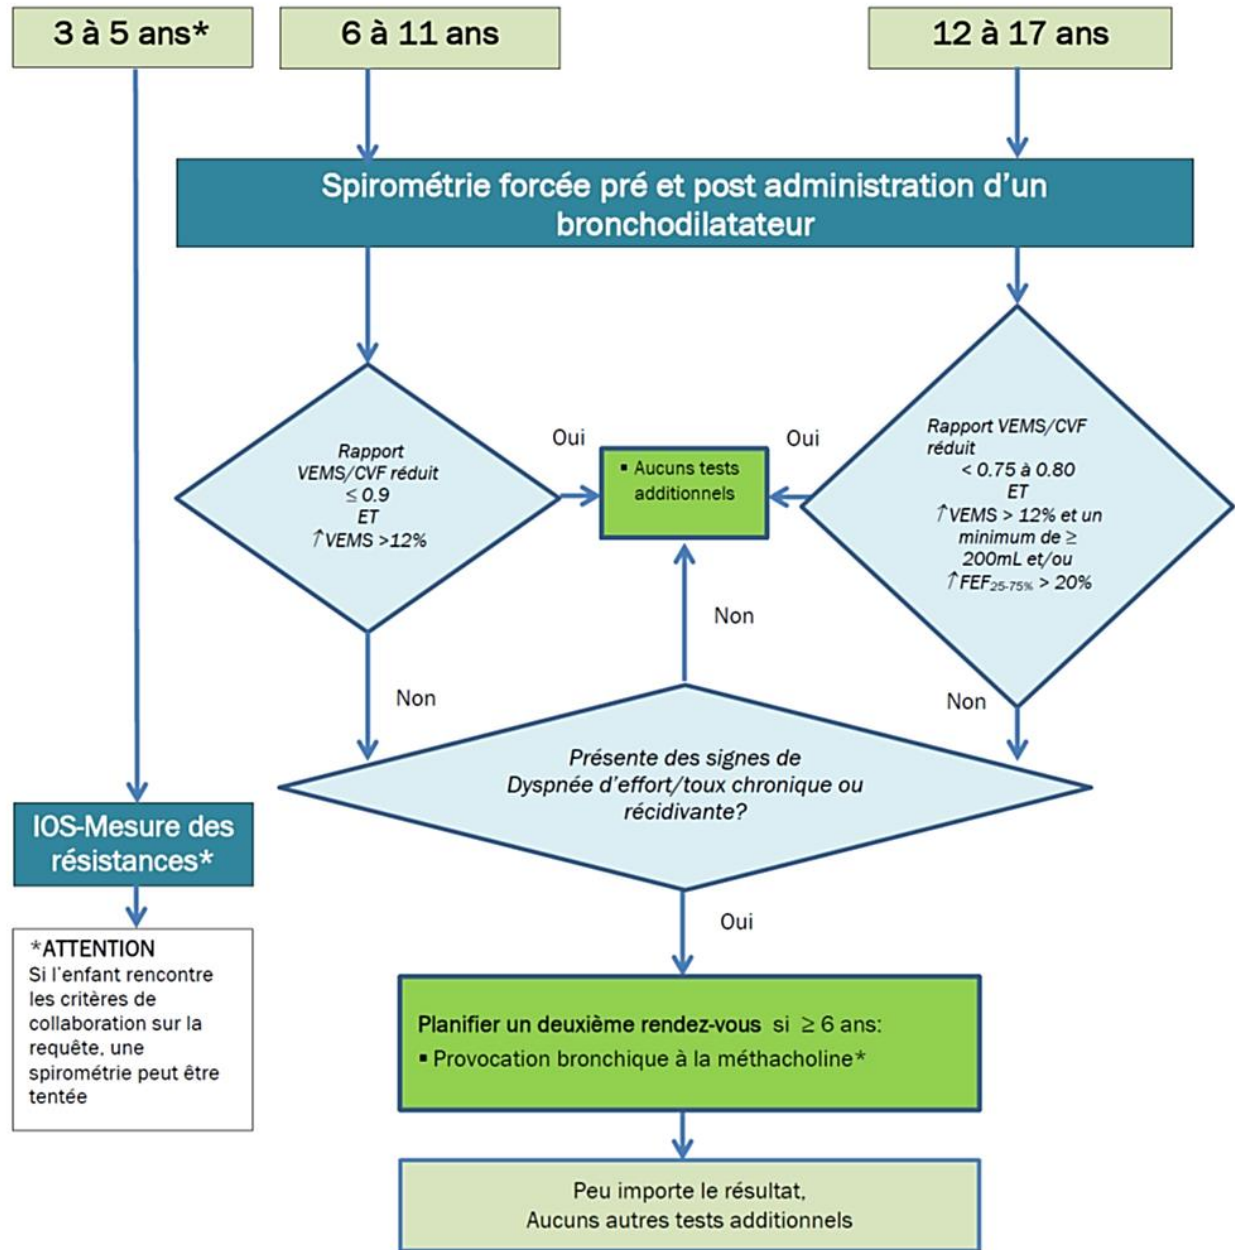 3 à 5 ans*
6 à 11 ans
12 à 17 ans
Spirométrie forcée pré et post administration d’un
bronchodilatateur
Rapport
VEMS/CVF réduit
≤ 0.9
ET
↑VEMS >12%
Oui
▪ Aucuns tests
additionnels
Oui
Rapport VEMS/CVF
réduit
< 0.75 à 0.80
ET
↑VEMS > 12% et un
minimum de ≥
200mL et/ou
↑FEF25-75% > 20%
Non
Non
Non
Présente des signes de
Dyspnée d’effort/toux chronique ou
récidivante?
IOS-Mesure des
résistances*
Oui
*ATTENTION
Si l’enfant rencontre
les critères de
collaboration sur la
requête, une
spirométrie peut être
tentée
Planifier un deuxième rendez-vous si ≥ 6 ans:
▪ Provocation bronchique à la méthacholine*
Peu importe le résultat,
Aucuns autres tests additionnels